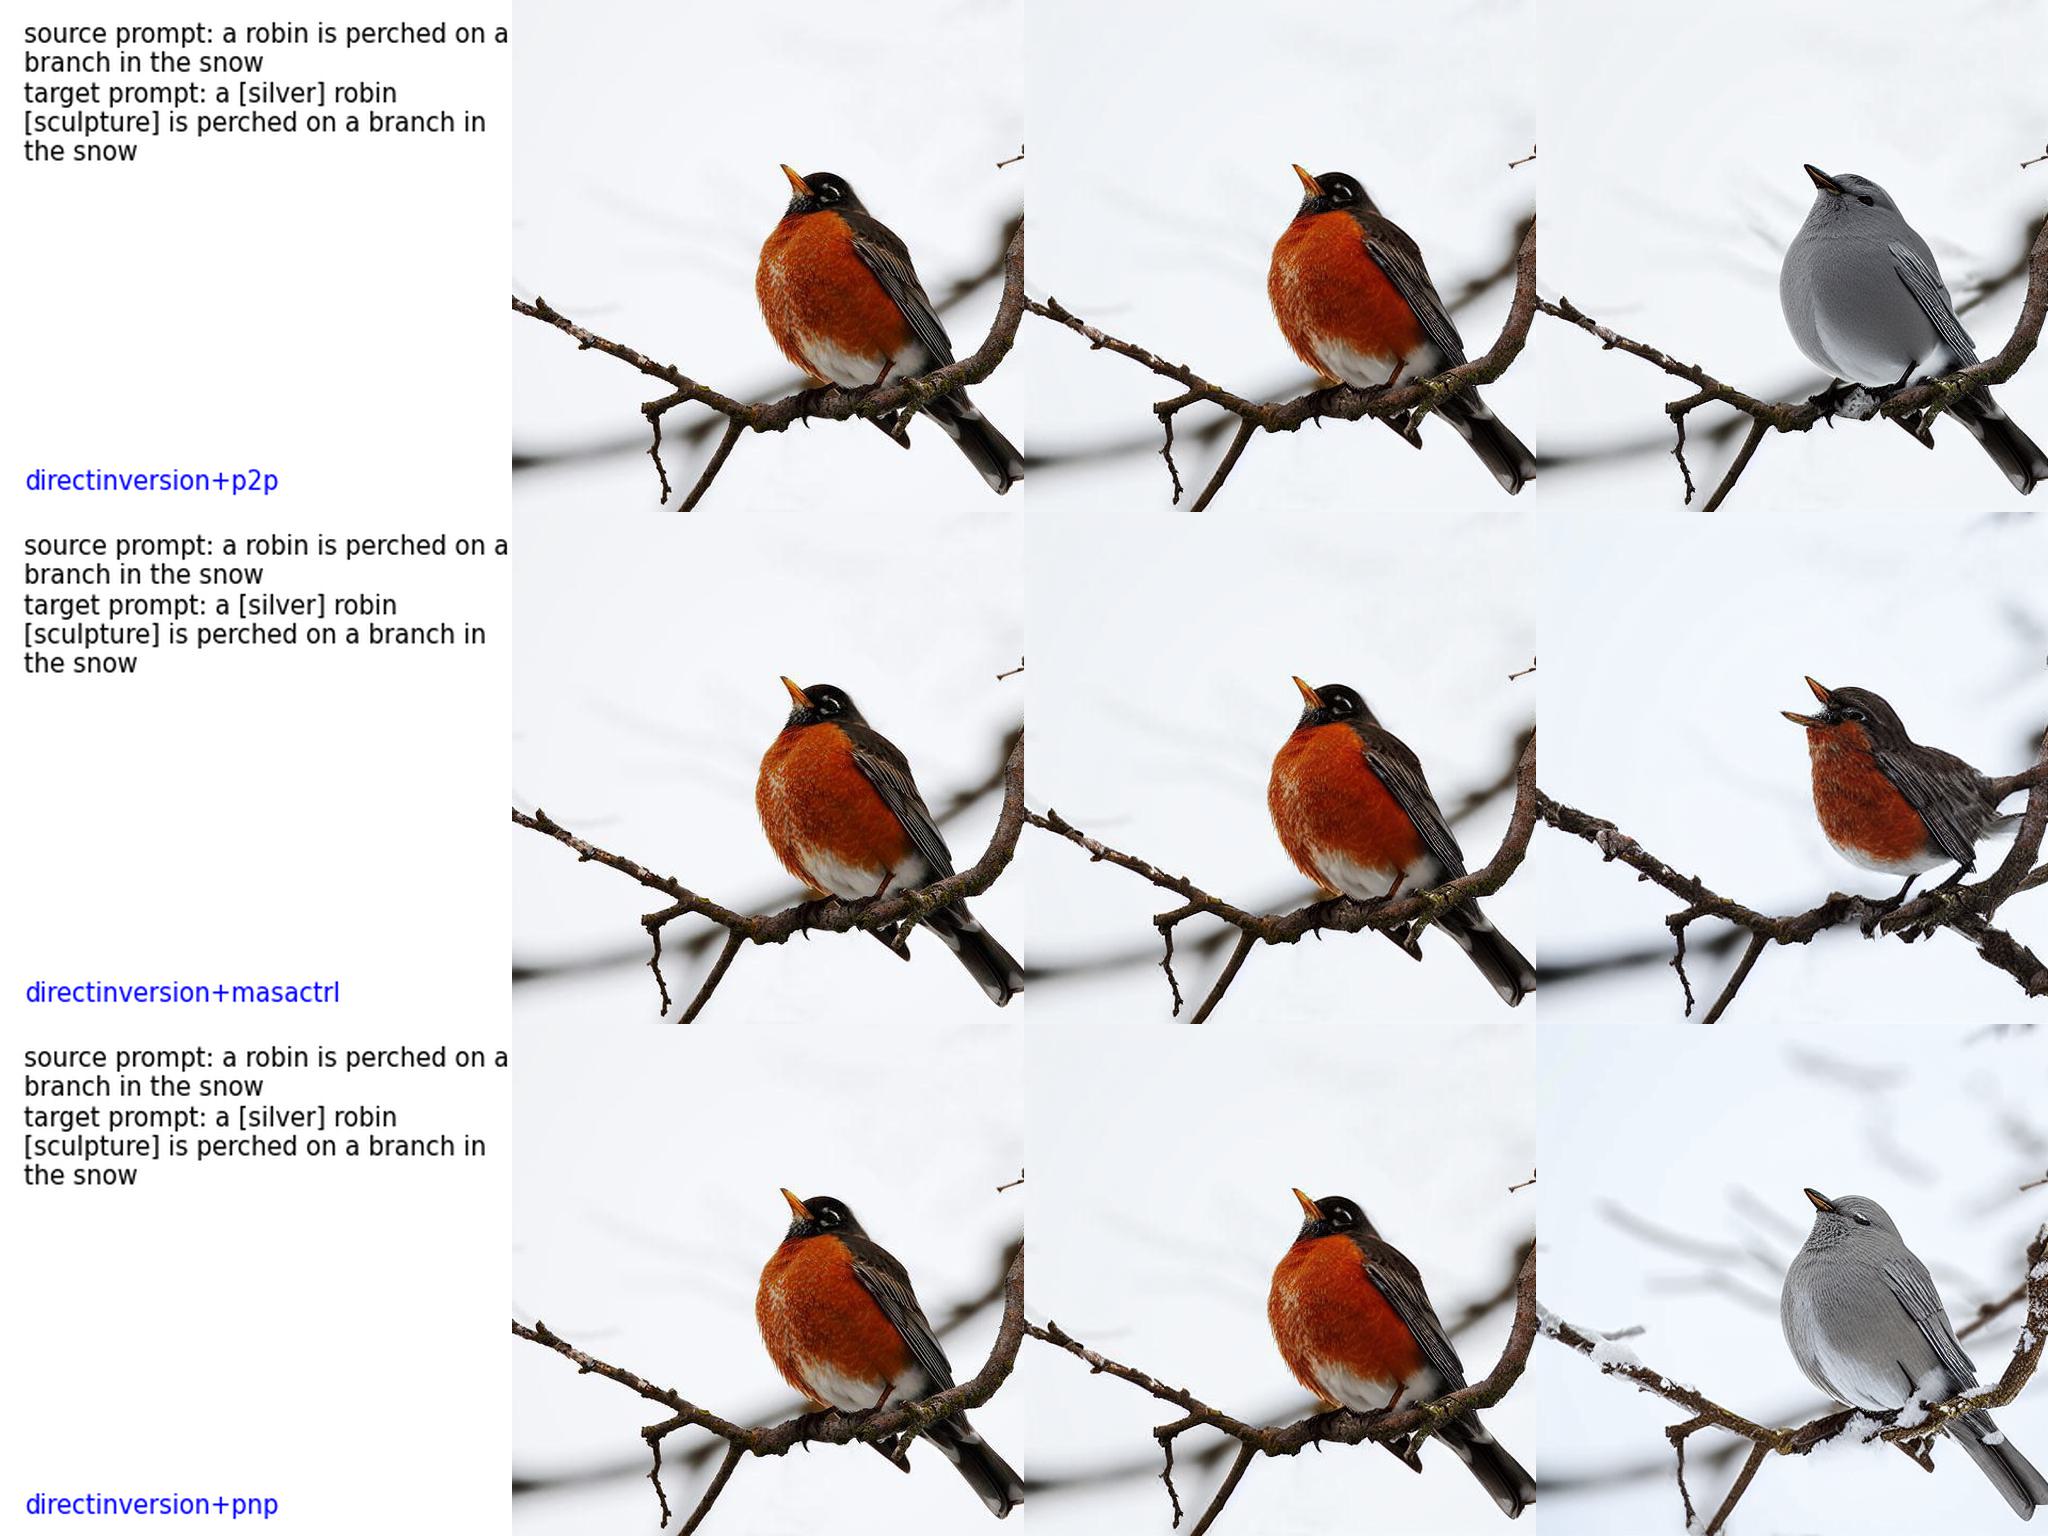 source prompt: a robin is perched on a
branch in the snow
target prompt: a [silver] robin
[sculpture] is perched on a branch in
the snow
directinversion+p2p
source prompt: a robin is perched on a
branch in the snow
target prompt: a [silver] robin
[sculpture] is perched on a branch in
the snow
directinversion+masactrl
source prompt: a robin is perched on a
branch in the snow
target prompt: a [silver] robin
[sculpture] is perched on a branch in
the snow
directinversion+pnp